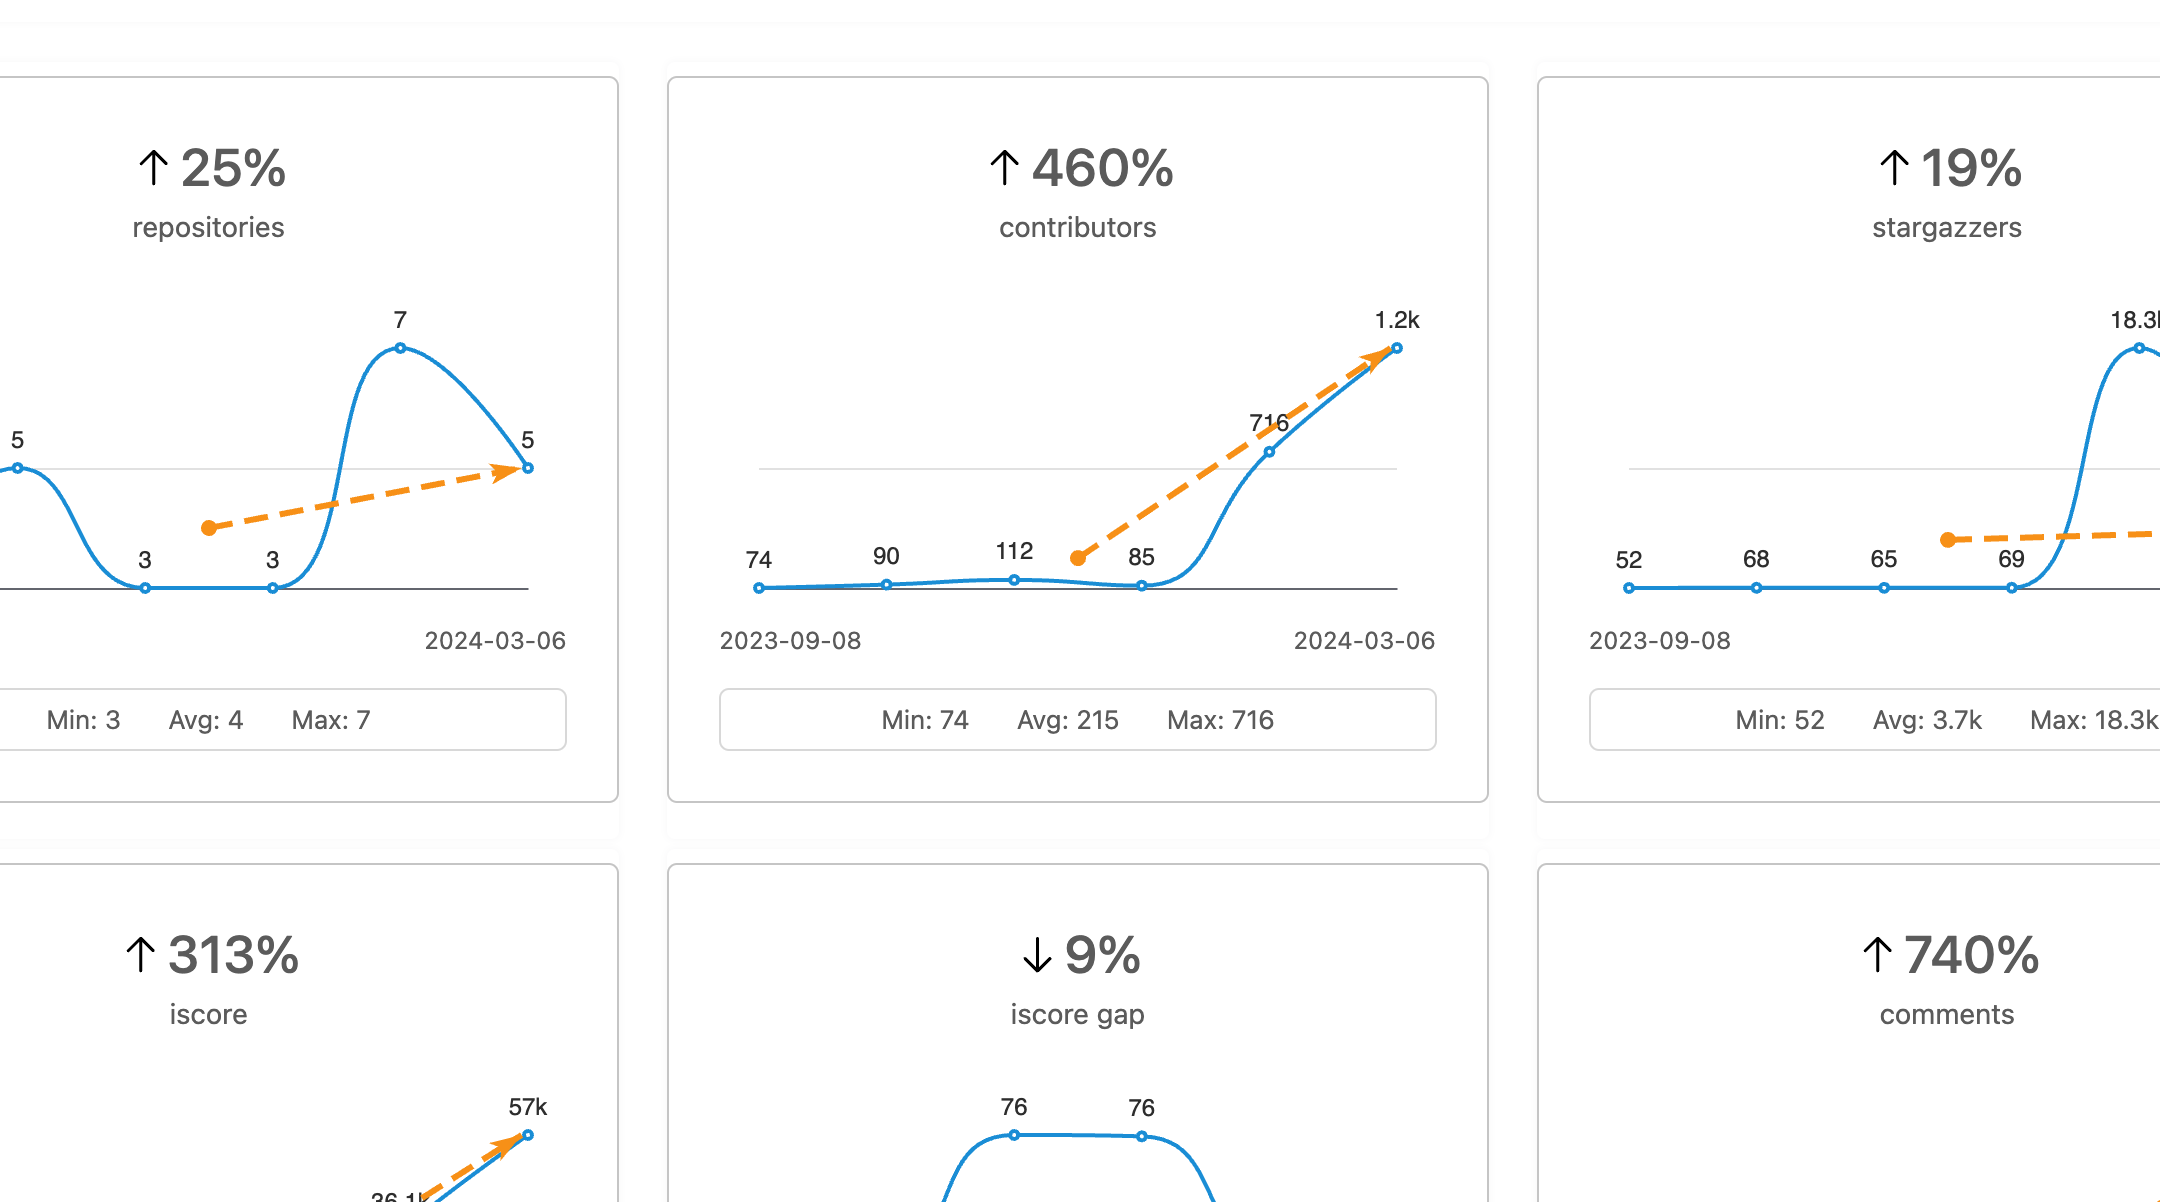 ↑ 25%
repositories
7
5
5
3
3
2024-03-06
Min: 3 Avg: 4 Max: 7
↑ 460%
contributors
1.2k
716
112
90
85
74
2023-09-08 2024-03-06
Min: 74 Avg: 215 Max: 716
↑ 19%
stargazzers
18.3k
52 68 65 69
2023-09-08
Min: 52 Avg: 3.7k Max: 18.3k
↑ 313%
iscore
57k
36.1k
↓ 9%
iscore gap
76 76
↑ 740%
comments